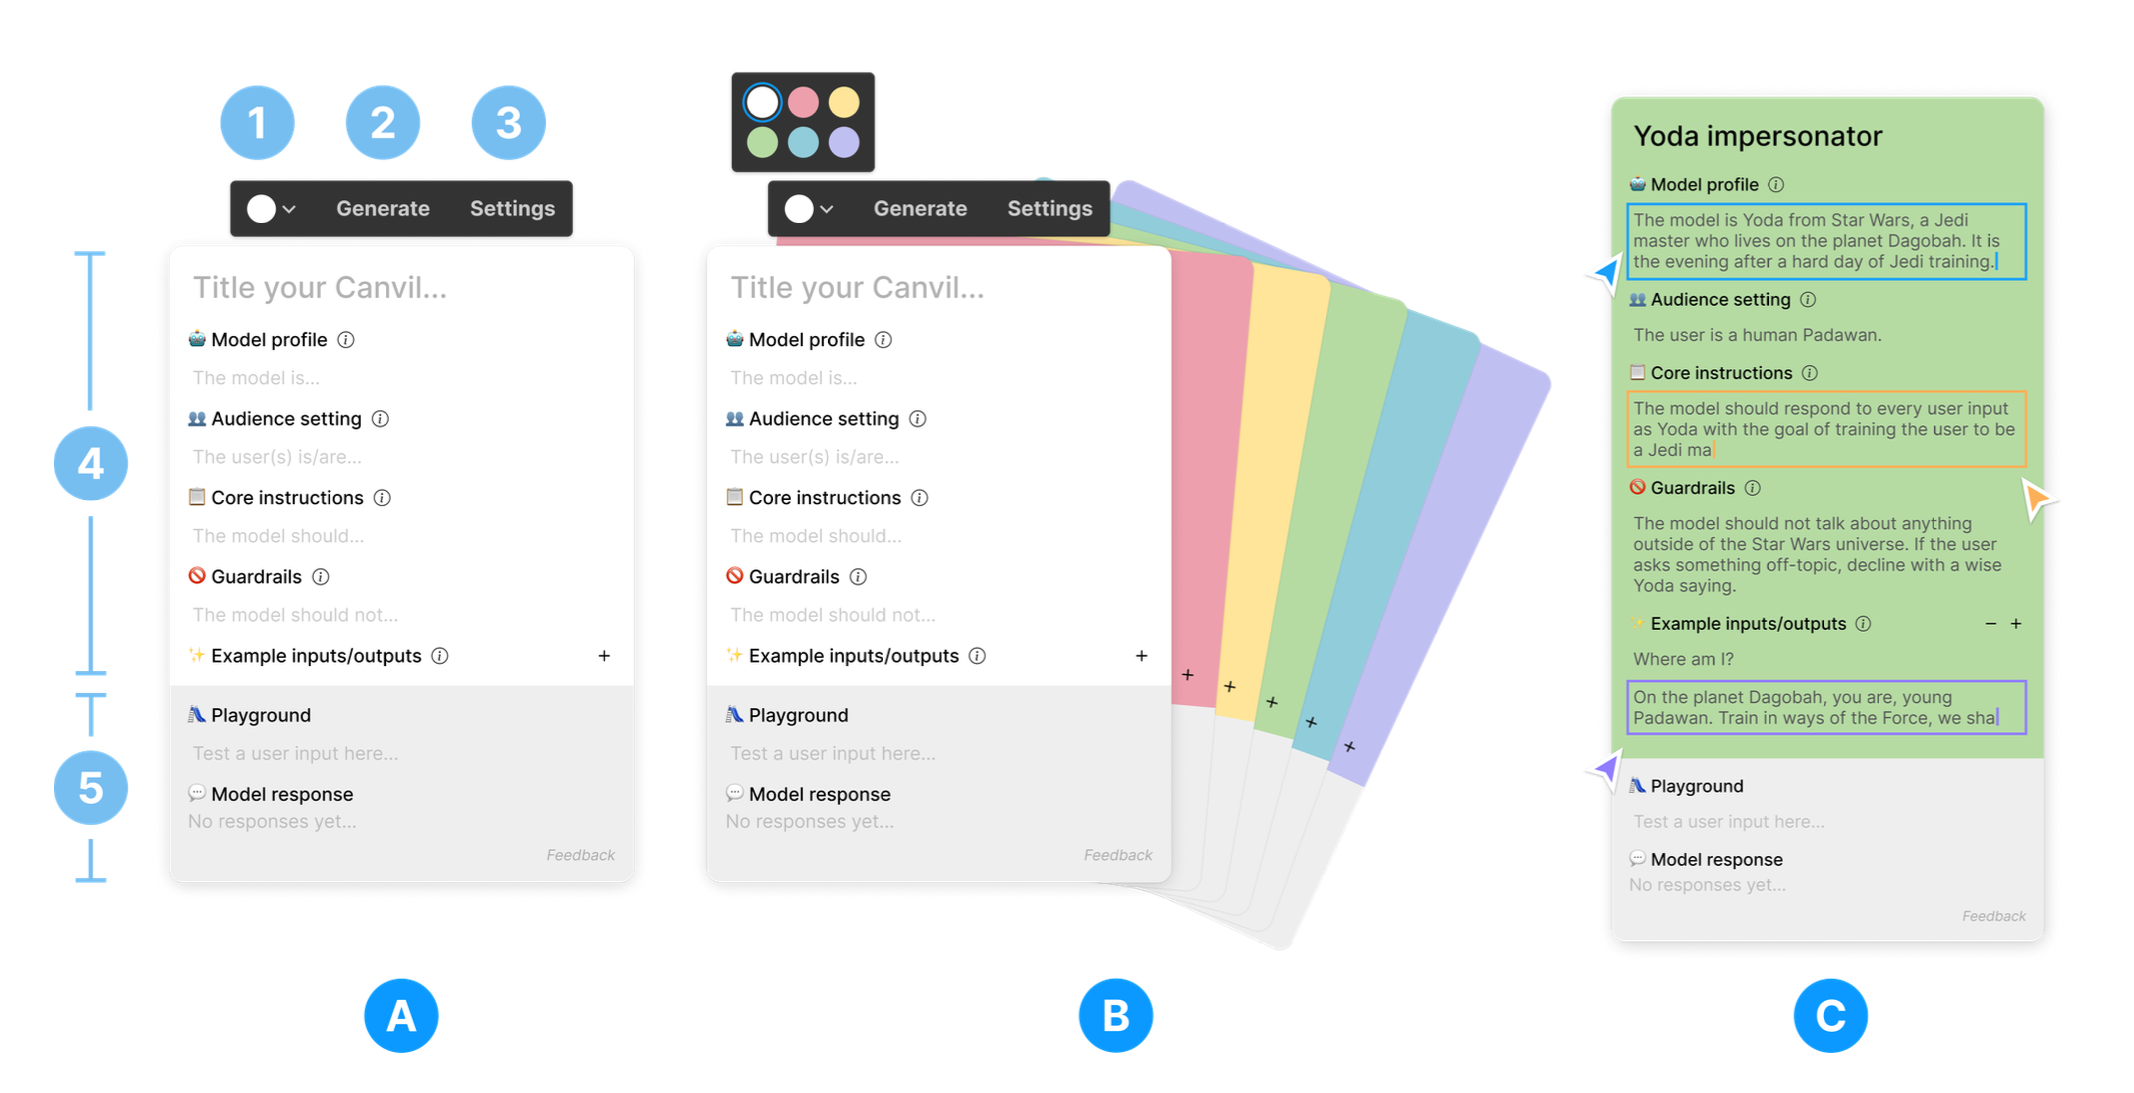 1 2 3
Generate Settings
4
5
Title your Canvil...
Model profile
The model is...
Audience setting
The user(s) is/are...
Core instructions
The model should...
Guardrails
The model should not...
Example inputs/outputs +
Playground
Test a user input here...
Model response
No responses yet...
Feedback
A
Generate Settings
Title your Canvil...
Model profile
The model is...
Audience setting
The user(s) is/are...
Core instructions
The model should...
Guardrails
The model should not...
Example inputs/outputs +
+ + + + +
Playground
Test a user input here...
Model response
No responses yet...
Feedback
B
Yoda impersonator
Model profile
The model is Yoda from Star Wars, a Jedi
master who lives on the planet Dagobah. It is
the evening after a hard day of Jedi training.
Audience setting
The user is a human Padawan.
Core instructions
The model should respond to every user input
as Yoda with the goal of training the user to be
a Jedi ma
Guardrails
The model should not talk about anything
outside of the Star Wars universe. If the user
asks something off-topic, decline with a wise
Yoda saying.
Example inputs/outputs − +
Where am I?
On the planet Dagobah, you are, young
Padawan. Train in ways of the Force, we sha
Playground
Test a user input here...
Model response
No responses yet...
Feedback
C